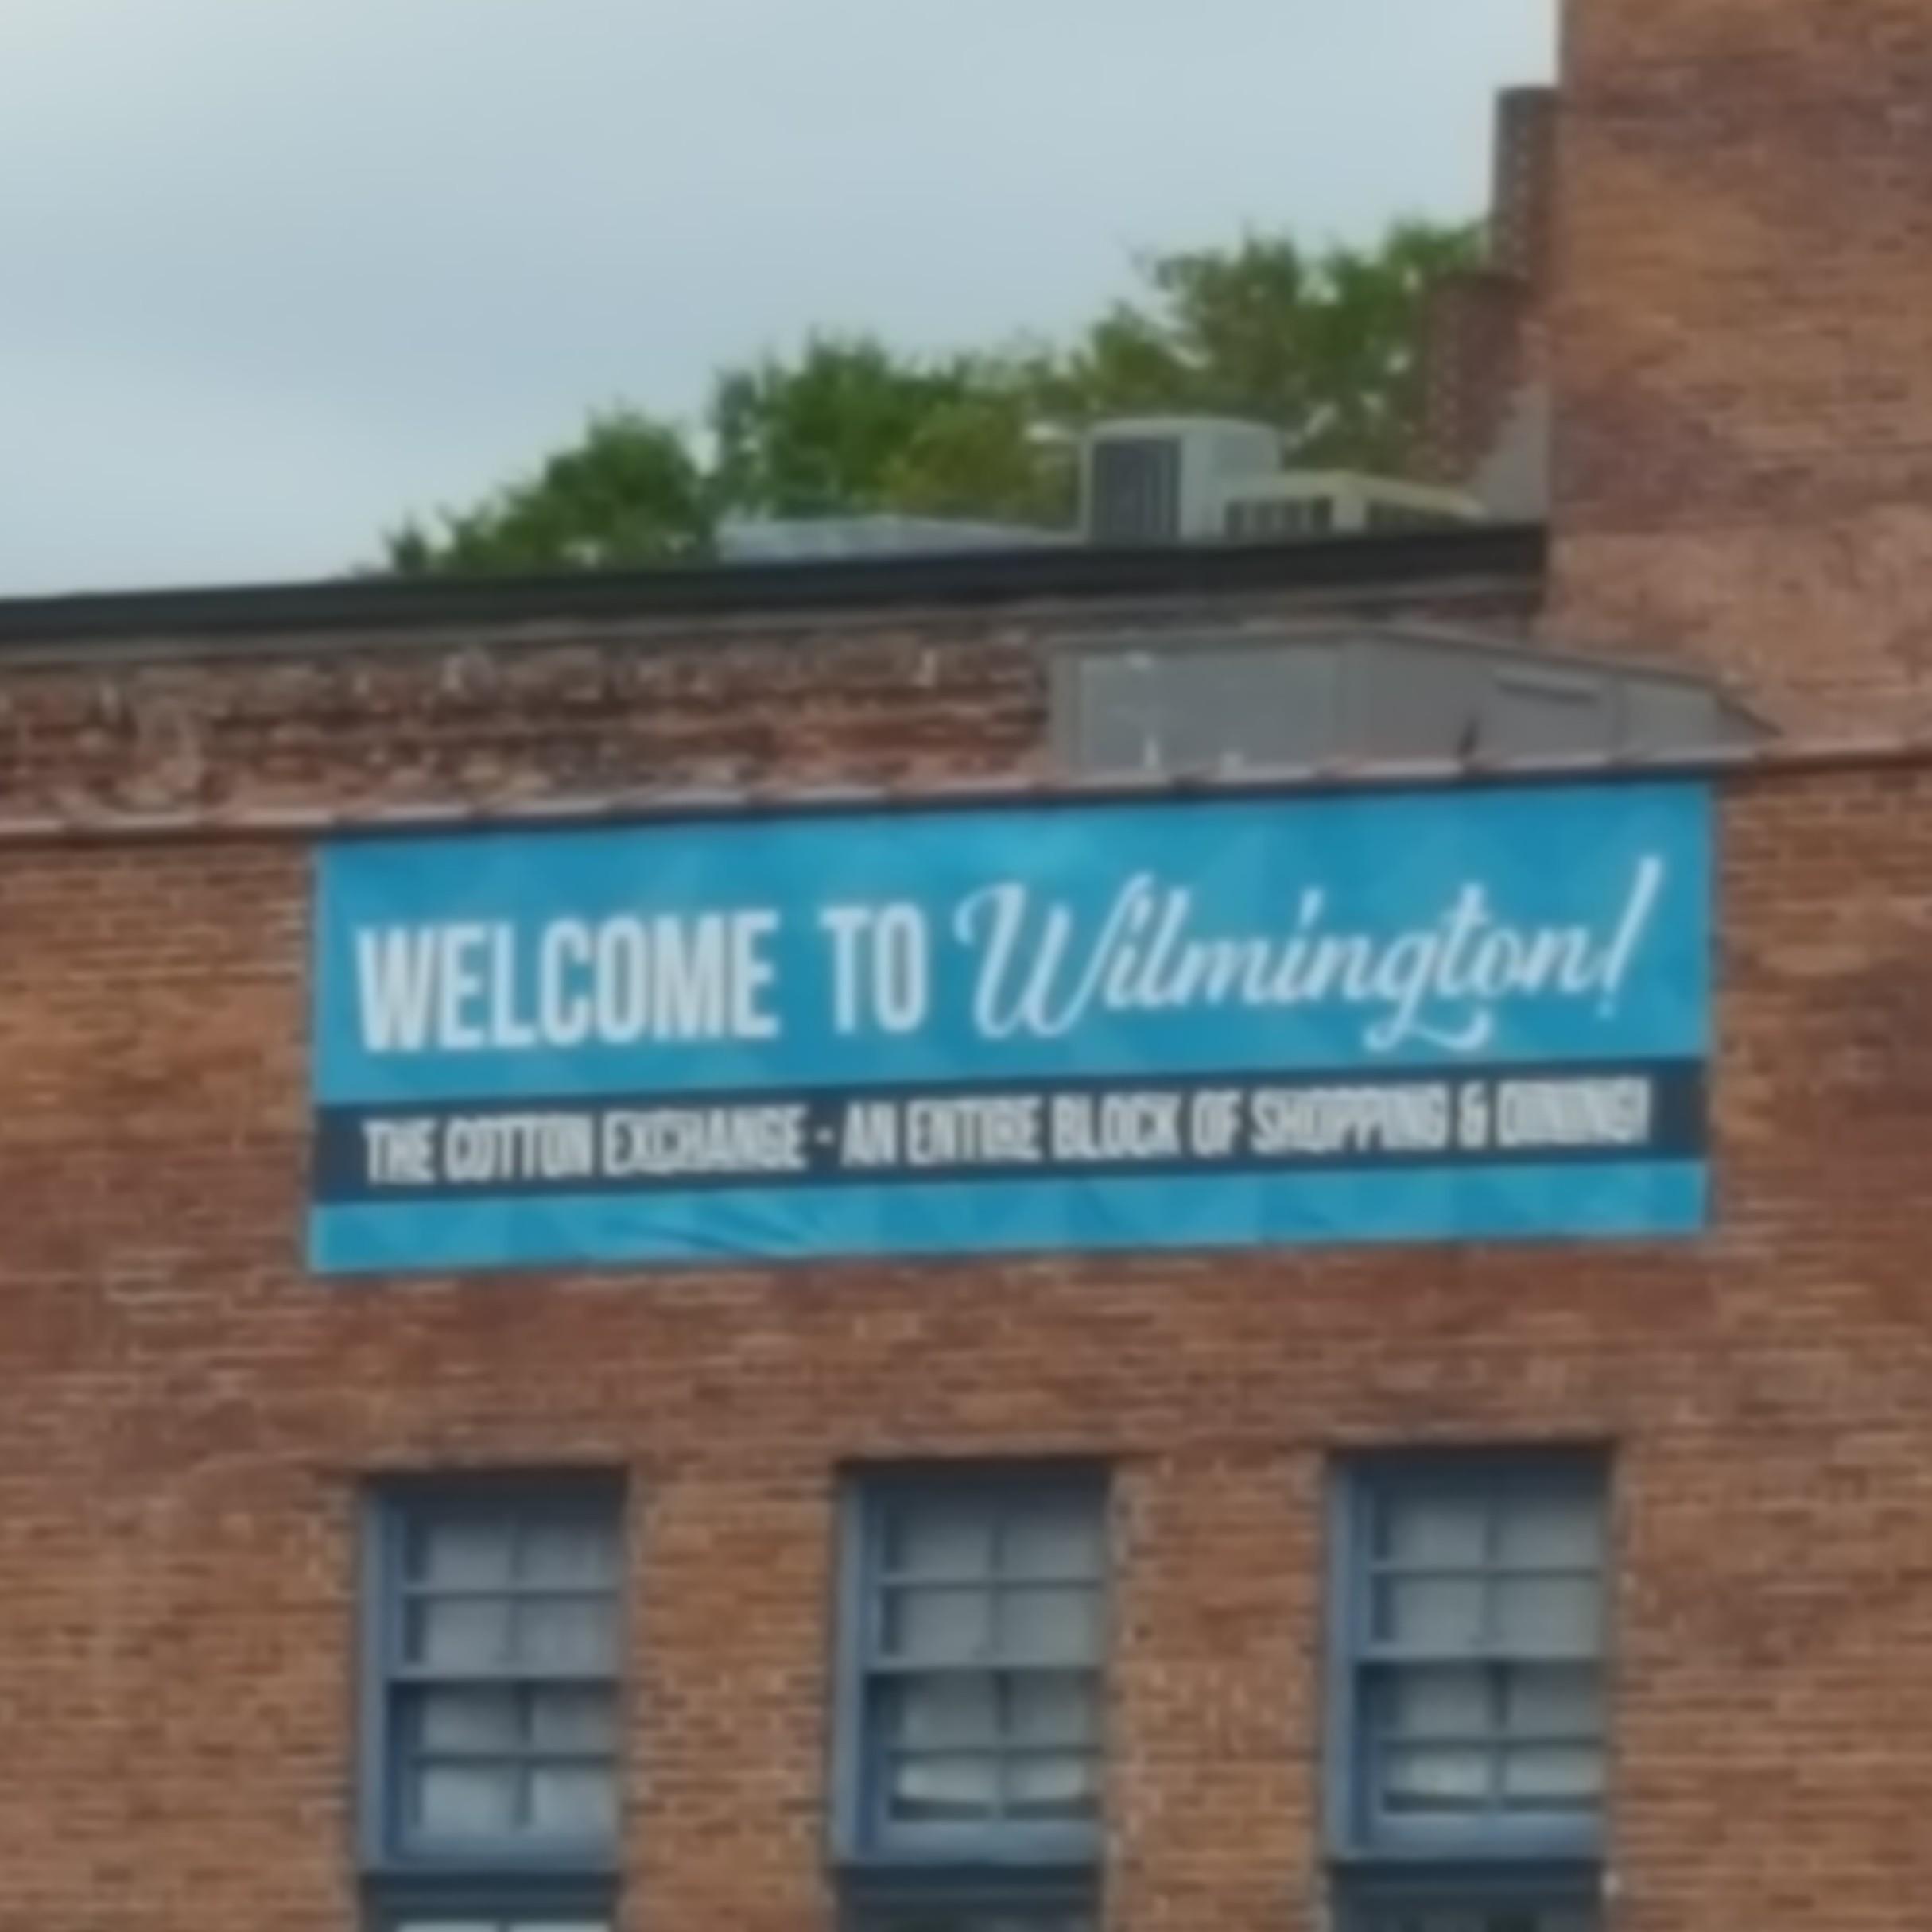 WELCOME TO Wilmington!
THE COTTON EXCHANGE - AN ENTIRE BLOCK OF SHOPPING & DINING!